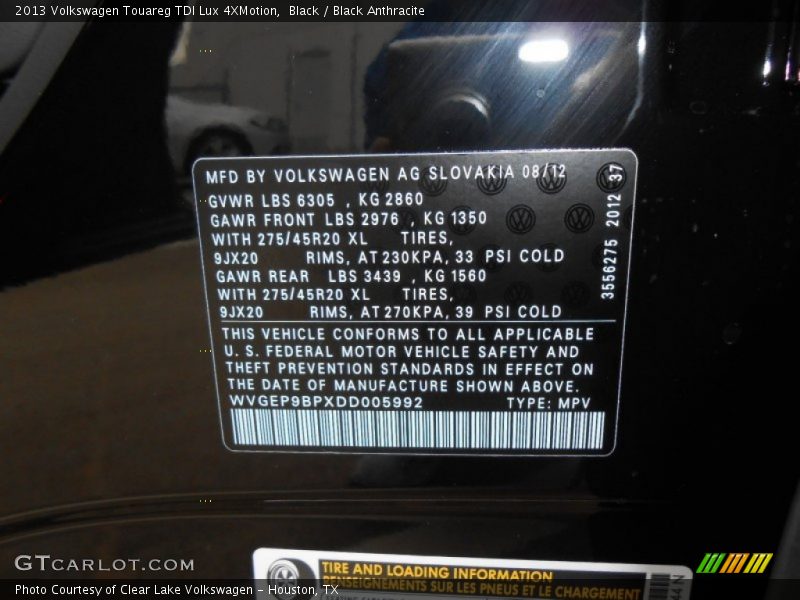 2013 Volkswagen Touareg TDI Lux 4XMotion,  Black / Black Anthracite
MFD BY VOLKSWAGEN AG SLOVAKIA 08/12
GVWR LBS 6305 , KG 2860
GAWR FRONT LBS 2976 , KG 1350
WITH 275/45R20 XL TIRES,
9JX20 RIMS, AT 230KPA, 33 PSI COLD
GAWR REAR LBS 3439 , KG 1560
WITH 275/45R20 XL TIRES,
9JX20 RIMS, AT 270KPA, 39 PSI COLD
3556275 2012 37
THIS VEHICLE CONFORMS TO ALL APPLICABLE
U. S. FEDERAL MOTOR VEHICLE SAFETY AND
THEFT PREVENTION STANDARDS IN EFFECT ON
THE DATE OF MANUFACTURE SHOWN ABOVE.
WVGEP9BPXDD005992 TYPE: MPV
TIRE AND LOADING INFORMATION
RENSEIGNEMENTS SUR LES PNEUS ET LE CHARGEMENT
GTCARLOT.COM
Photo Courtesy of Clear Lake Volkswagen – Houston, TX